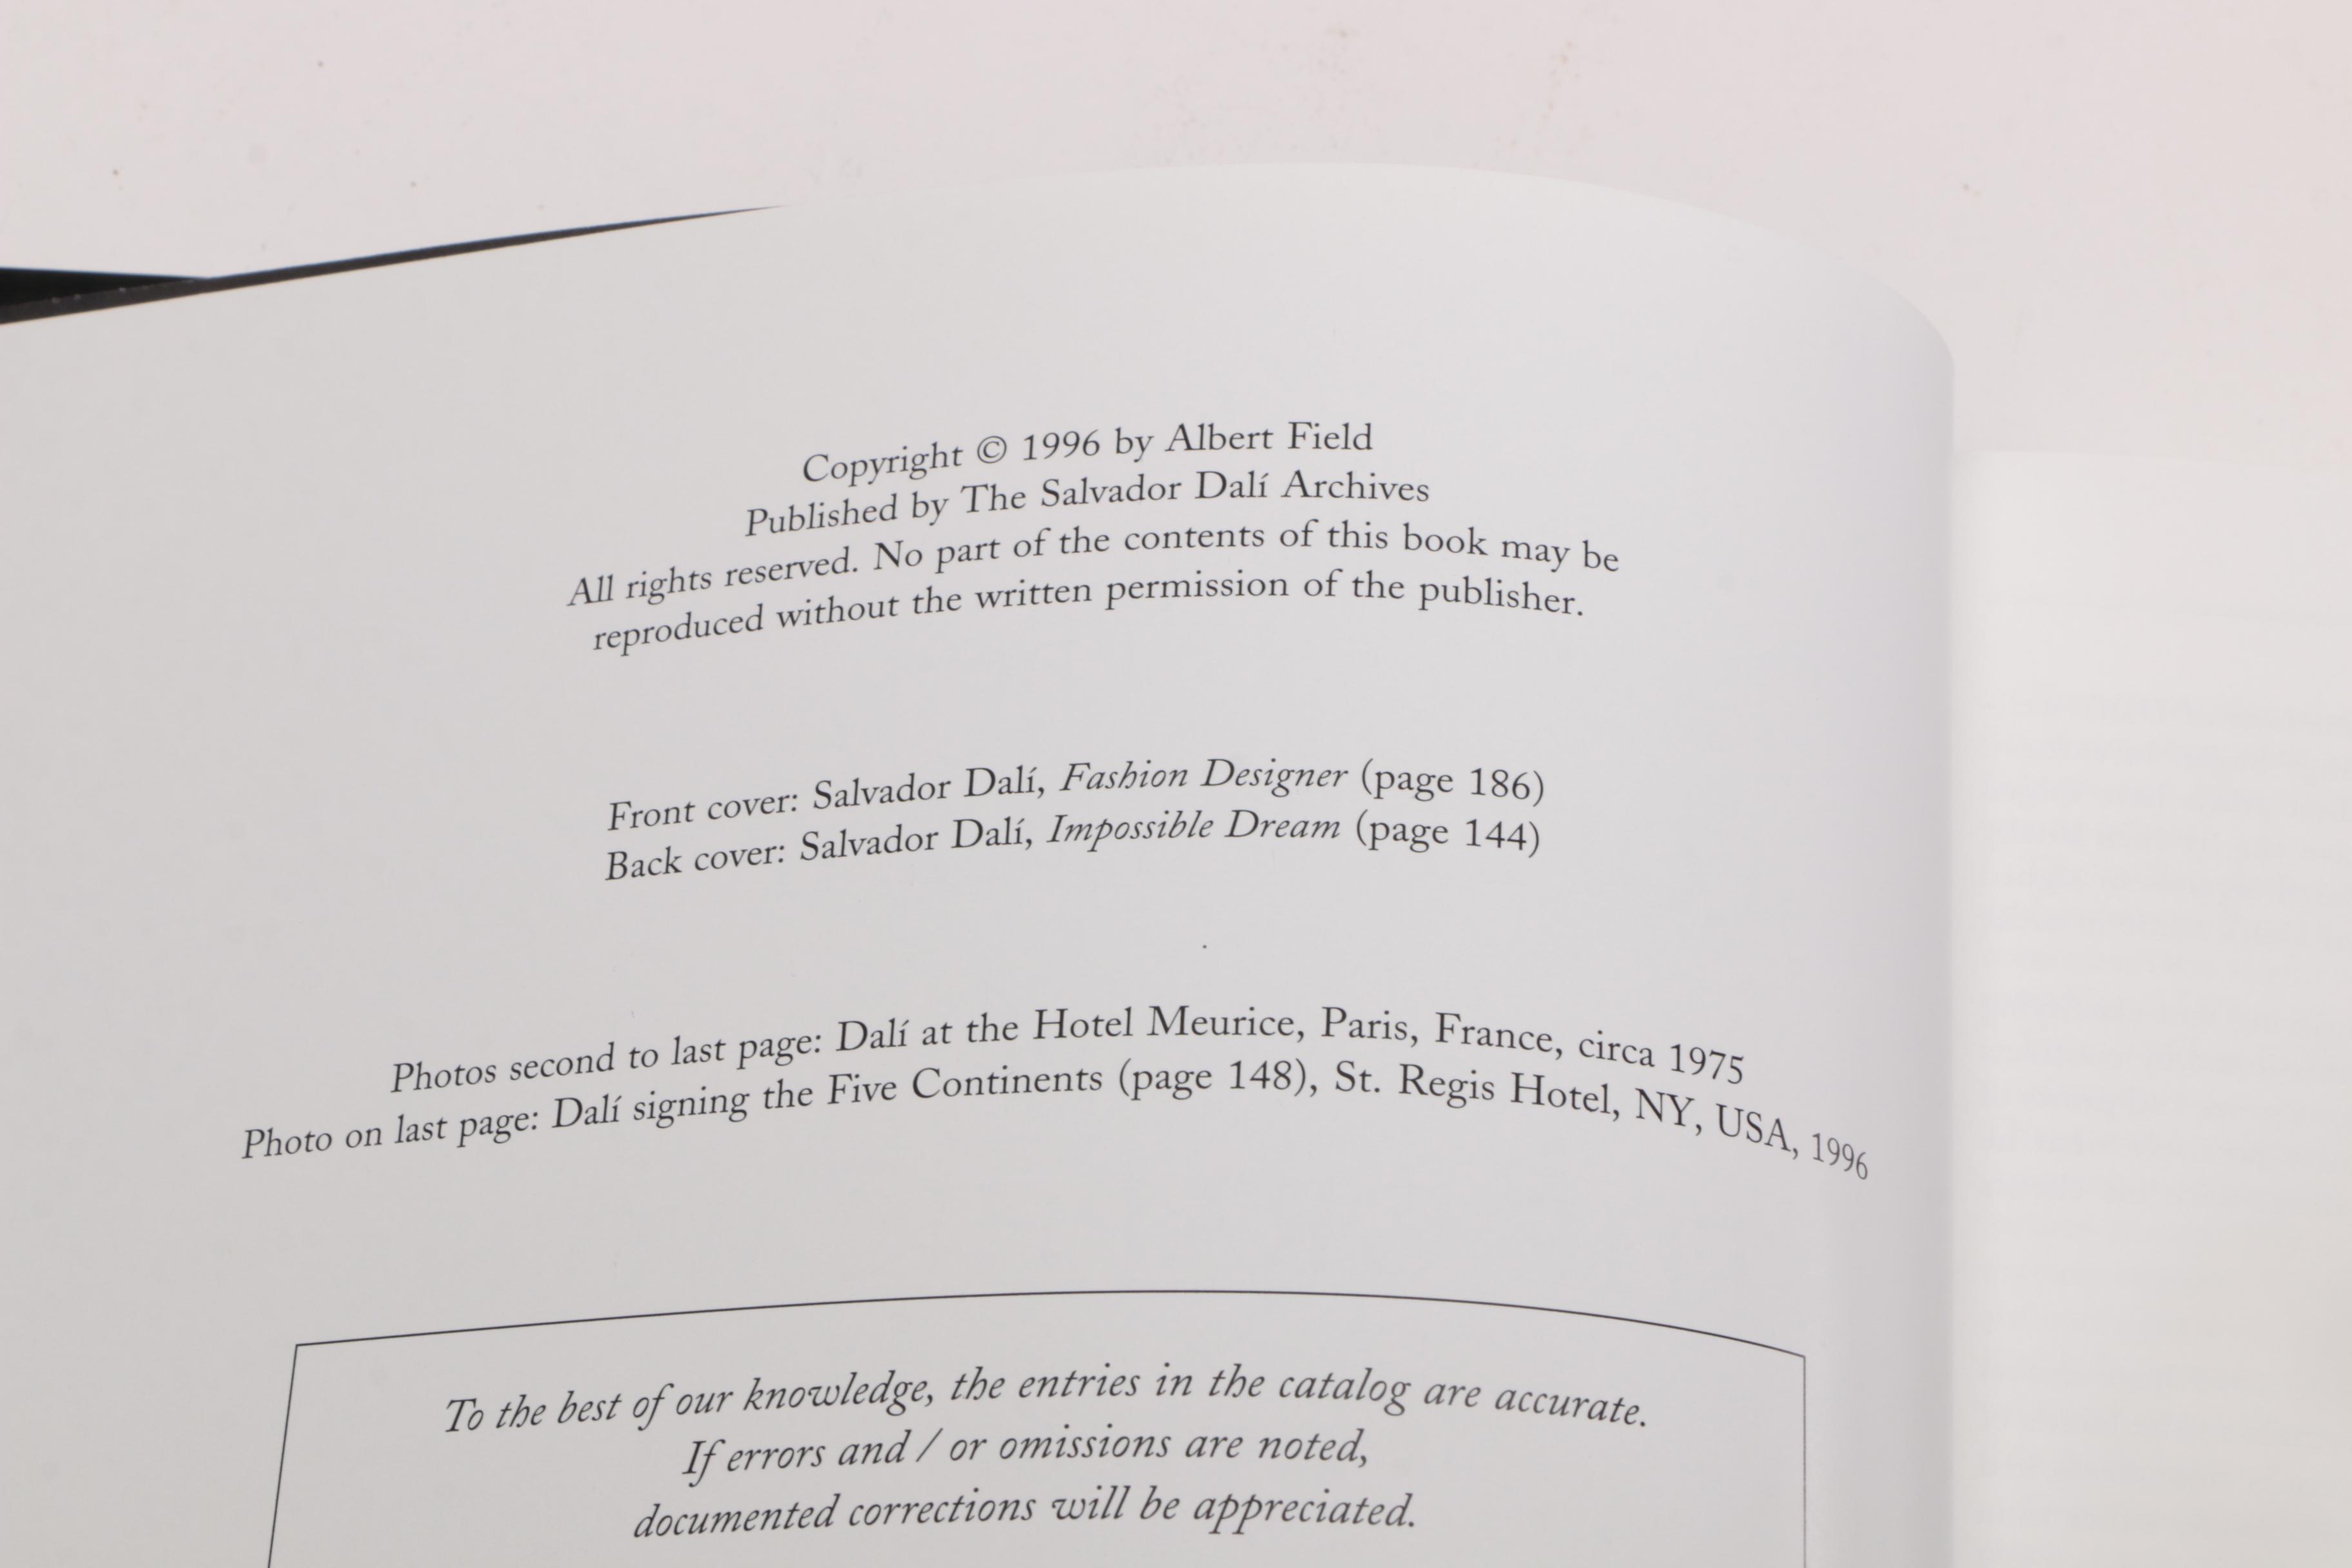 Copyright © 1996 by Albert Field
Published by The Salvador Dalí Archives
All rights reserved. No part of the contents of this book may be
reproduced without the written permission of the publisher.
Front cover: Salvador Dalí, Fashion Designer (page 186)
Back cover: Salvador Dalí, Impossible Dream (page 144)
Photos second to last page: Dalí at the Hotel Meurice, Paris, France, circa 1975
Photo on last page: Dalí signing the Five Continents (page 148), St. Regis Hotel, NY, USA, 1996
To the best of our knowledge, the entries in the catalog are accurate.
If errors and / or omissions are noted,
documented corrections will be appreciated.